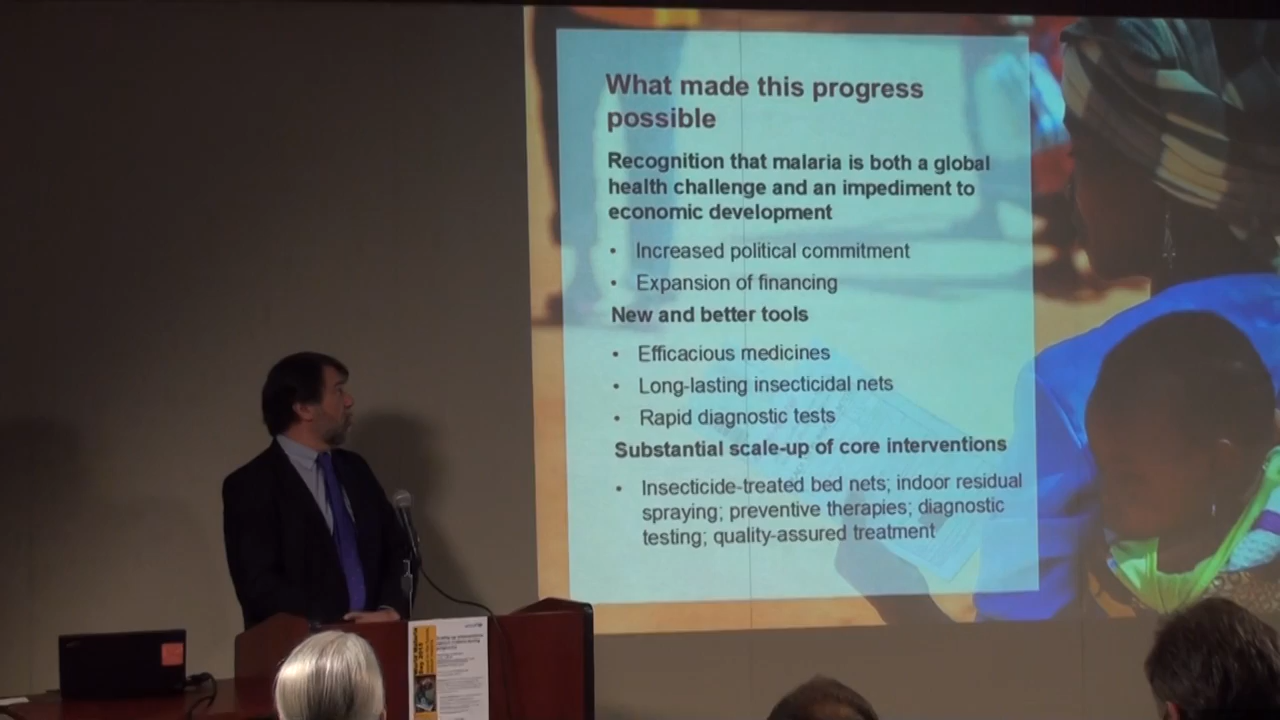 What made this progress
possible
Recognition that malaria is both a global
health challenge and an impediment to
economic development
• Increased political commitment
• Expansion of financing
New and better tools
• Efficacious medicines
• Long-lasting insecticidal nets
• Rapid diagnostic tests
Substantial scale-up of core interventions
• Insecticide-treated bed nets; indoor residual
spraying; preventive therapies; diagnostic
testing; quality-assured treatment
World Malaria